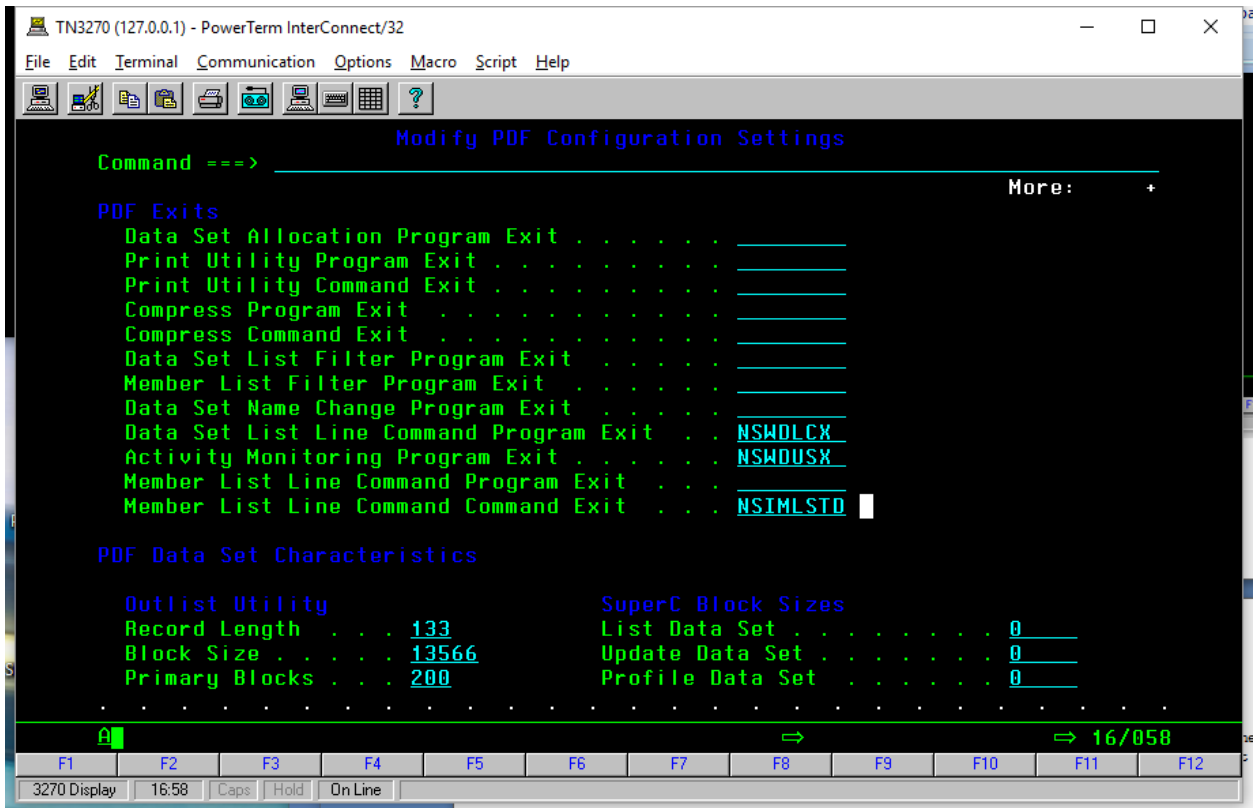 TN3270 (127.0.0.1) - PowerTerm InterConnect/32
File Edit Terminal Communication Options Macro Script Help
Modify PDF Configuration Settings
Command ===>
More: +
PDF Exits
Data Set Allocation Program Exit . . . . . .
Print Utility Program Exit . . . . . . . . .
Print Utility Command Exit . . . . . . . . .
Compress Program Exit . . . . . . . . . . .
Compress Command Exit . . . . . . . . . . .
Data Set List Filter Program Exit . . . . .
Member List Filter Program Exit . . . . . .
Data Set Name Change Program Exit . . . . .
Data Set List Line Command Program Exit . . NSWDLCX
Activity Monitoring Program Exit . . . . . . NSWDUSX
Member List Line Command Program Exit . . .
Member List Line Command Command Exit . . . NSIMLSTD
PDF Data Set Characteristics
Outlist Utility SuperC Block Sizes
Record Length . . . 133 List Data Set . . . . . . . . 0
Block Size . . . . . 13566 Update Data Set . . . . . . . 0
Primary Blocks . . . 200 Profile Data Set . . . . . . 0
. . . . . . . . . . . . . . . . . . . . . . . . . .
A ⇒ ⇒ 16/058
F1 F2 F3 F4 F5 F6 F7 F8 F9 F10 F11 F12
3270 Display 16:58 Caps Hold On Line